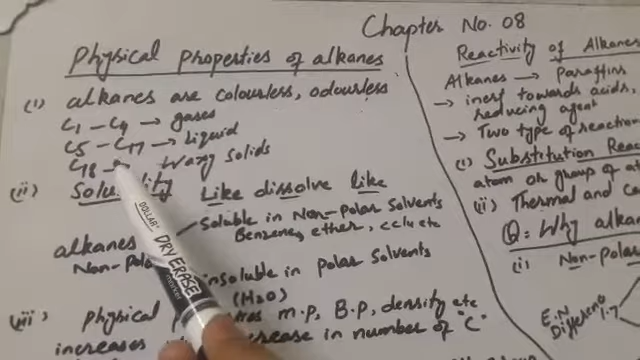 Chapter No. 08
Physical Properties of alkanes
(i) alkanes are colourless, odourless
C1 – C4 → gases
C5 – C17 → Liquid
C18 – Waxy Solids
(ii) Solubility Like dissolve like
alkanes Soluble in Non-Polar Solvents
Benzene, ether, ccl4 etc
Non-Pola
insoluble in Polar Solvents
(H2O)
(iii) Physical m.p, B.P, density etc
increases increase in number of "C"
Reactivity of Alkanes
Alkanes → Paraffins
→ inert towards acids,
reducing agent
→ Two type of reaction
(i) Substitution Reac
atom or group of at
(ii) Thermal and Ca
Q: Why alka
(i) Non-Pola
E.N
Differenc 1.7
DOLLAR DRY ERASE
marker